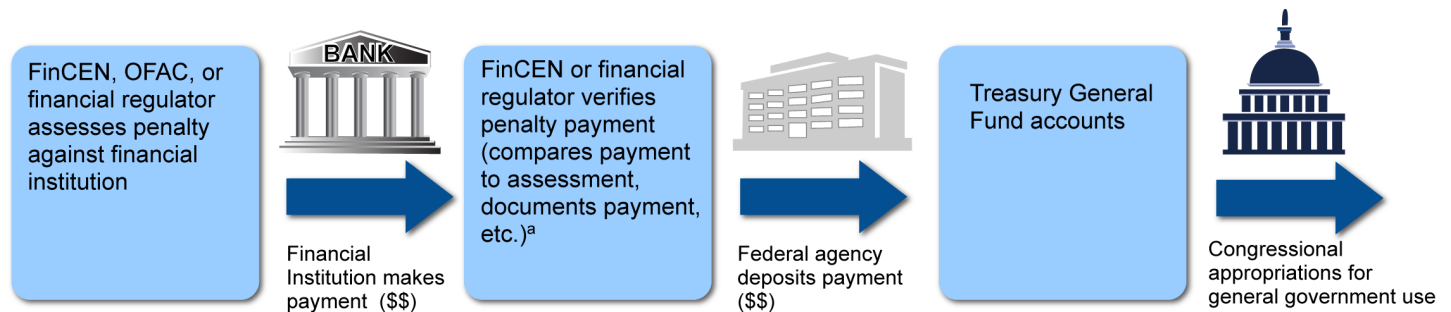 FinCEN, OFAC, or
financial regulator
assesses penalty
against financial
institution
BANK
Financial
Institution makes
payment ($$)
FinCEN or financial
regulator verifies
penalty payment
(compares payment
to assessment,
documents payment,
etc.)a
Federal agency
deposits payment
($$)
Treasury General
Fund accounts
Congressional
appropriations for
general government use